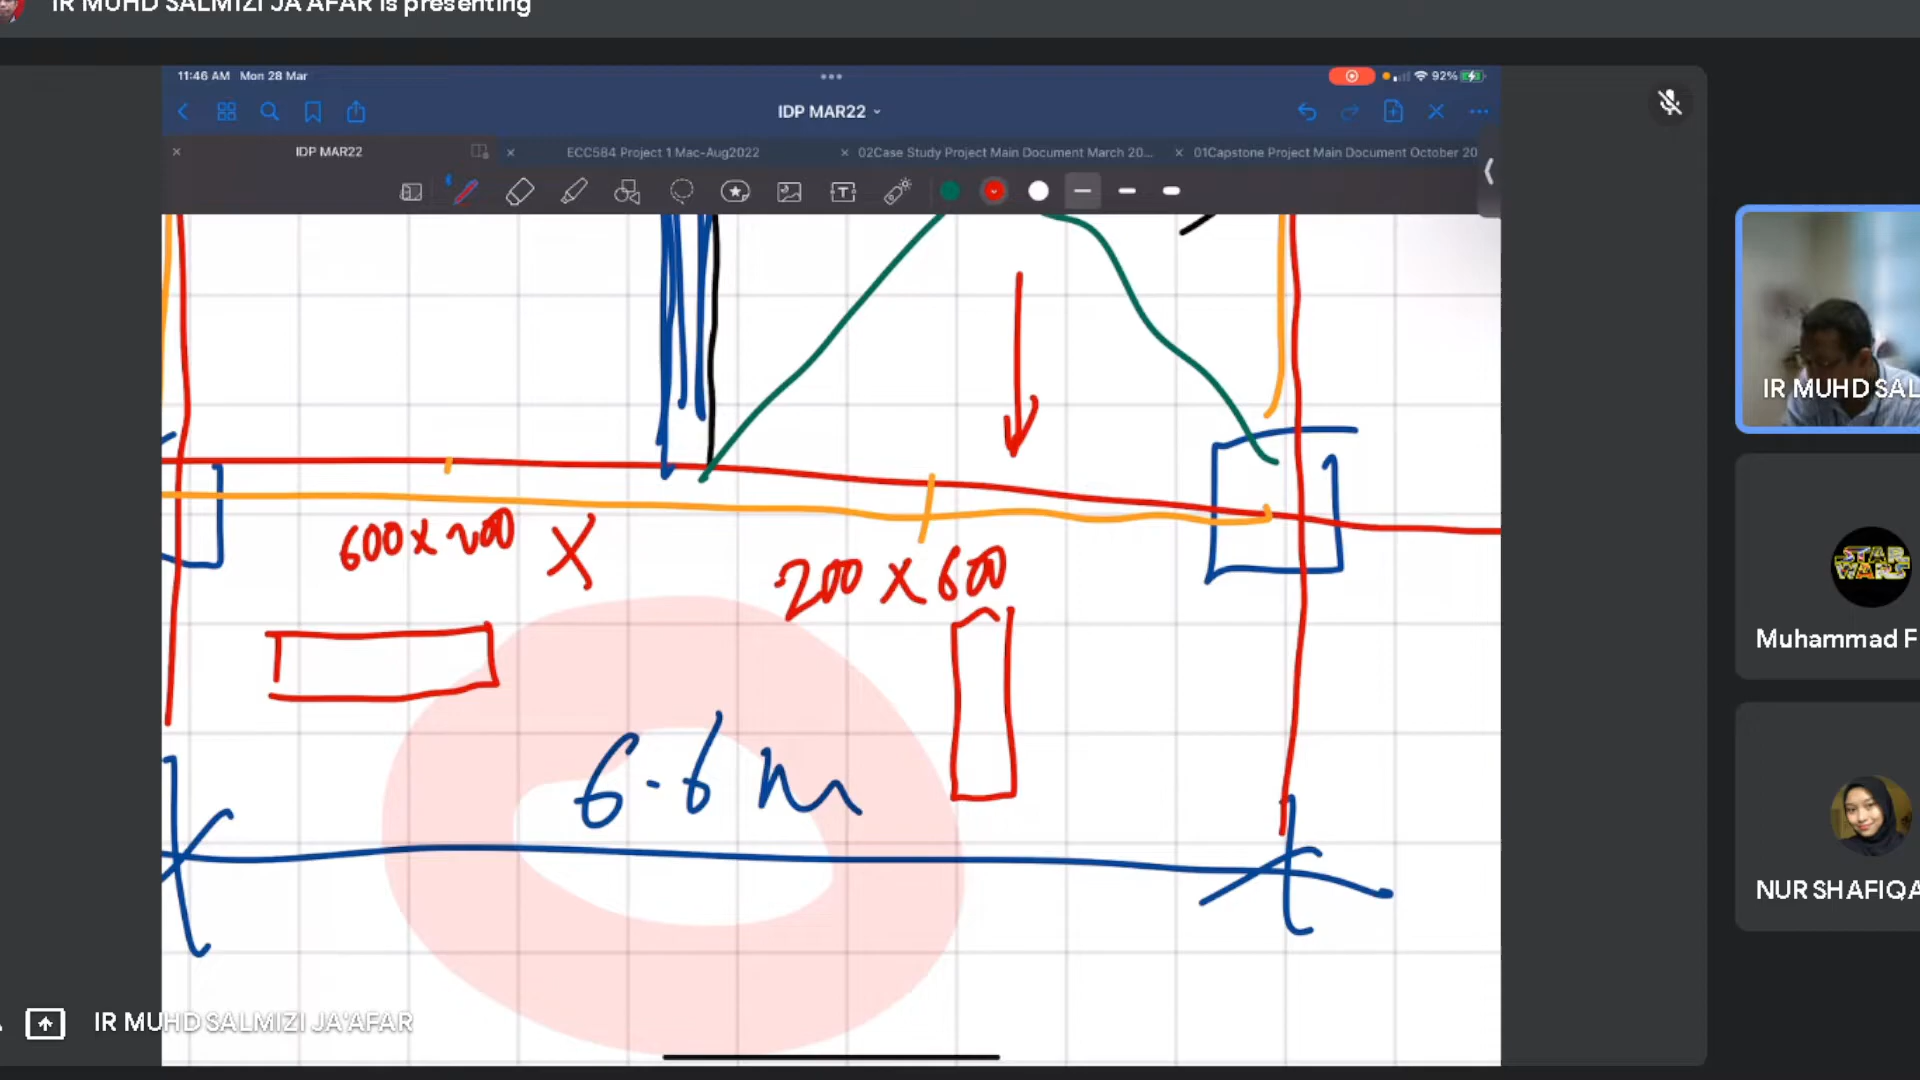 IR MUHD SALMIZI JA'AFAR is presenting
11:46 AM Mon 28 Mar
92%
IDP MAR22
IDP MAR22
ECC584 Project 1 Mac-Aug2022
02Case Study Project Main Document March 20...
01Capstone Project Main Document October 20
T
600 x 200 X
200 x 600
6.6 m
IR MUHD SAL
STAR WARS
Muhammad F
NUR SHAFIQA
IR MUHD SALMIZI JA'AFAR